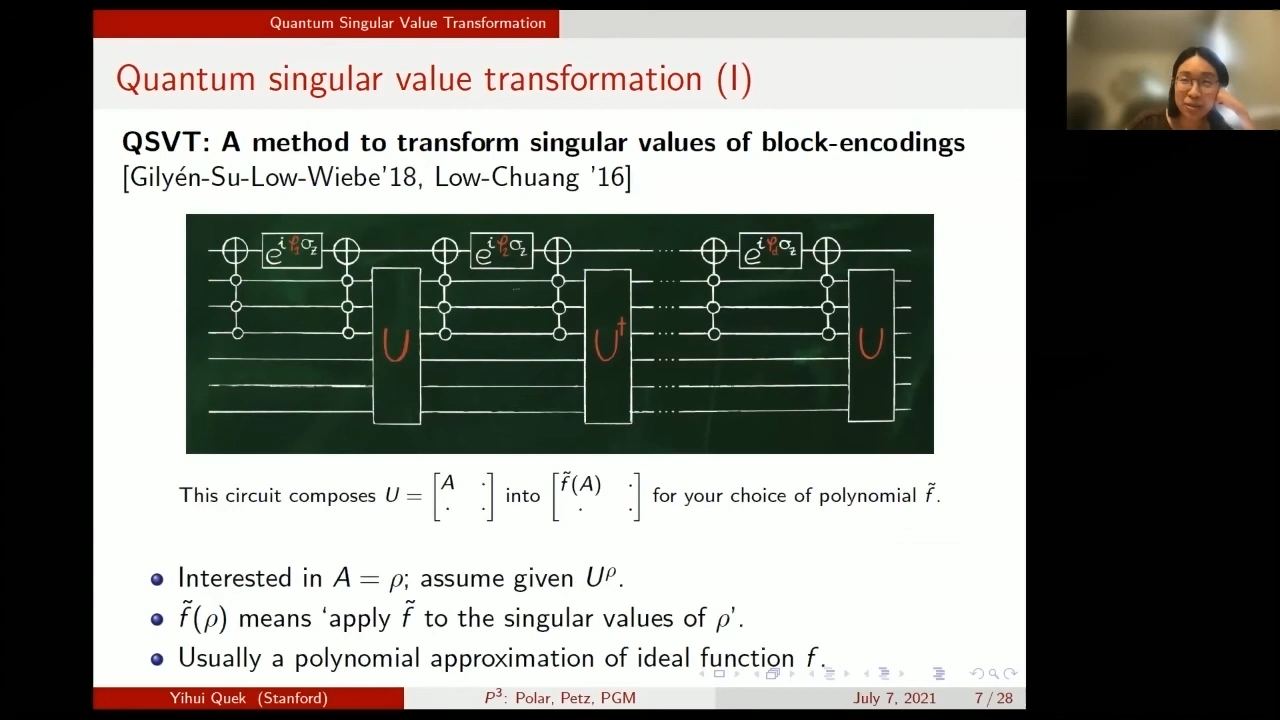 Quantum Singular Value Transformation
Quantum singular value transformation (I)
QSVT: A method to transform singular values of block-encodings
[Gilyén-Su-Low-Wiebe'18, Low-Chuang '16]
e^{iφ₁σ_z} e^{iφ₂σ_z} ... e^{iφ_dσ_z}
U U† ... U
This circuit composes U = [A · · ·] into [f̃(A) · · ·] for your choice of polynomial f̃.
Interested in A = ρ; assume given U^ρ.
f̃(ρ) means ‘apply f̃ to the singular values of ρ’.
Usually a polynomial approximation of ideal function f.
Yihui Quek (Stanford) P³: Polar, Petz, PGM July 7, 2021 7 / 28